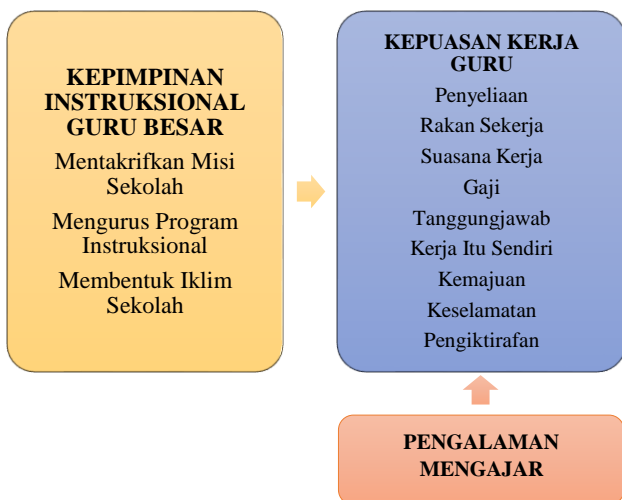 KEPIMPINAN
INSTRUKSIONAL
GURU BESAR
Mentakrifkan Misi
Sekolah
Mengurus Program
Instruksional
Membentuk Iklim
Sekolah
KEPUASAN KERJA
GURU
Penyeliaan
Rakan Sekerja
Suasana Kerja
Gaji
Tanggungjawab
Kerja Itu Sendiri
Kemajuan
Keselamatan
Pengiktirafan
PENGALAMAN
MENGAJAR